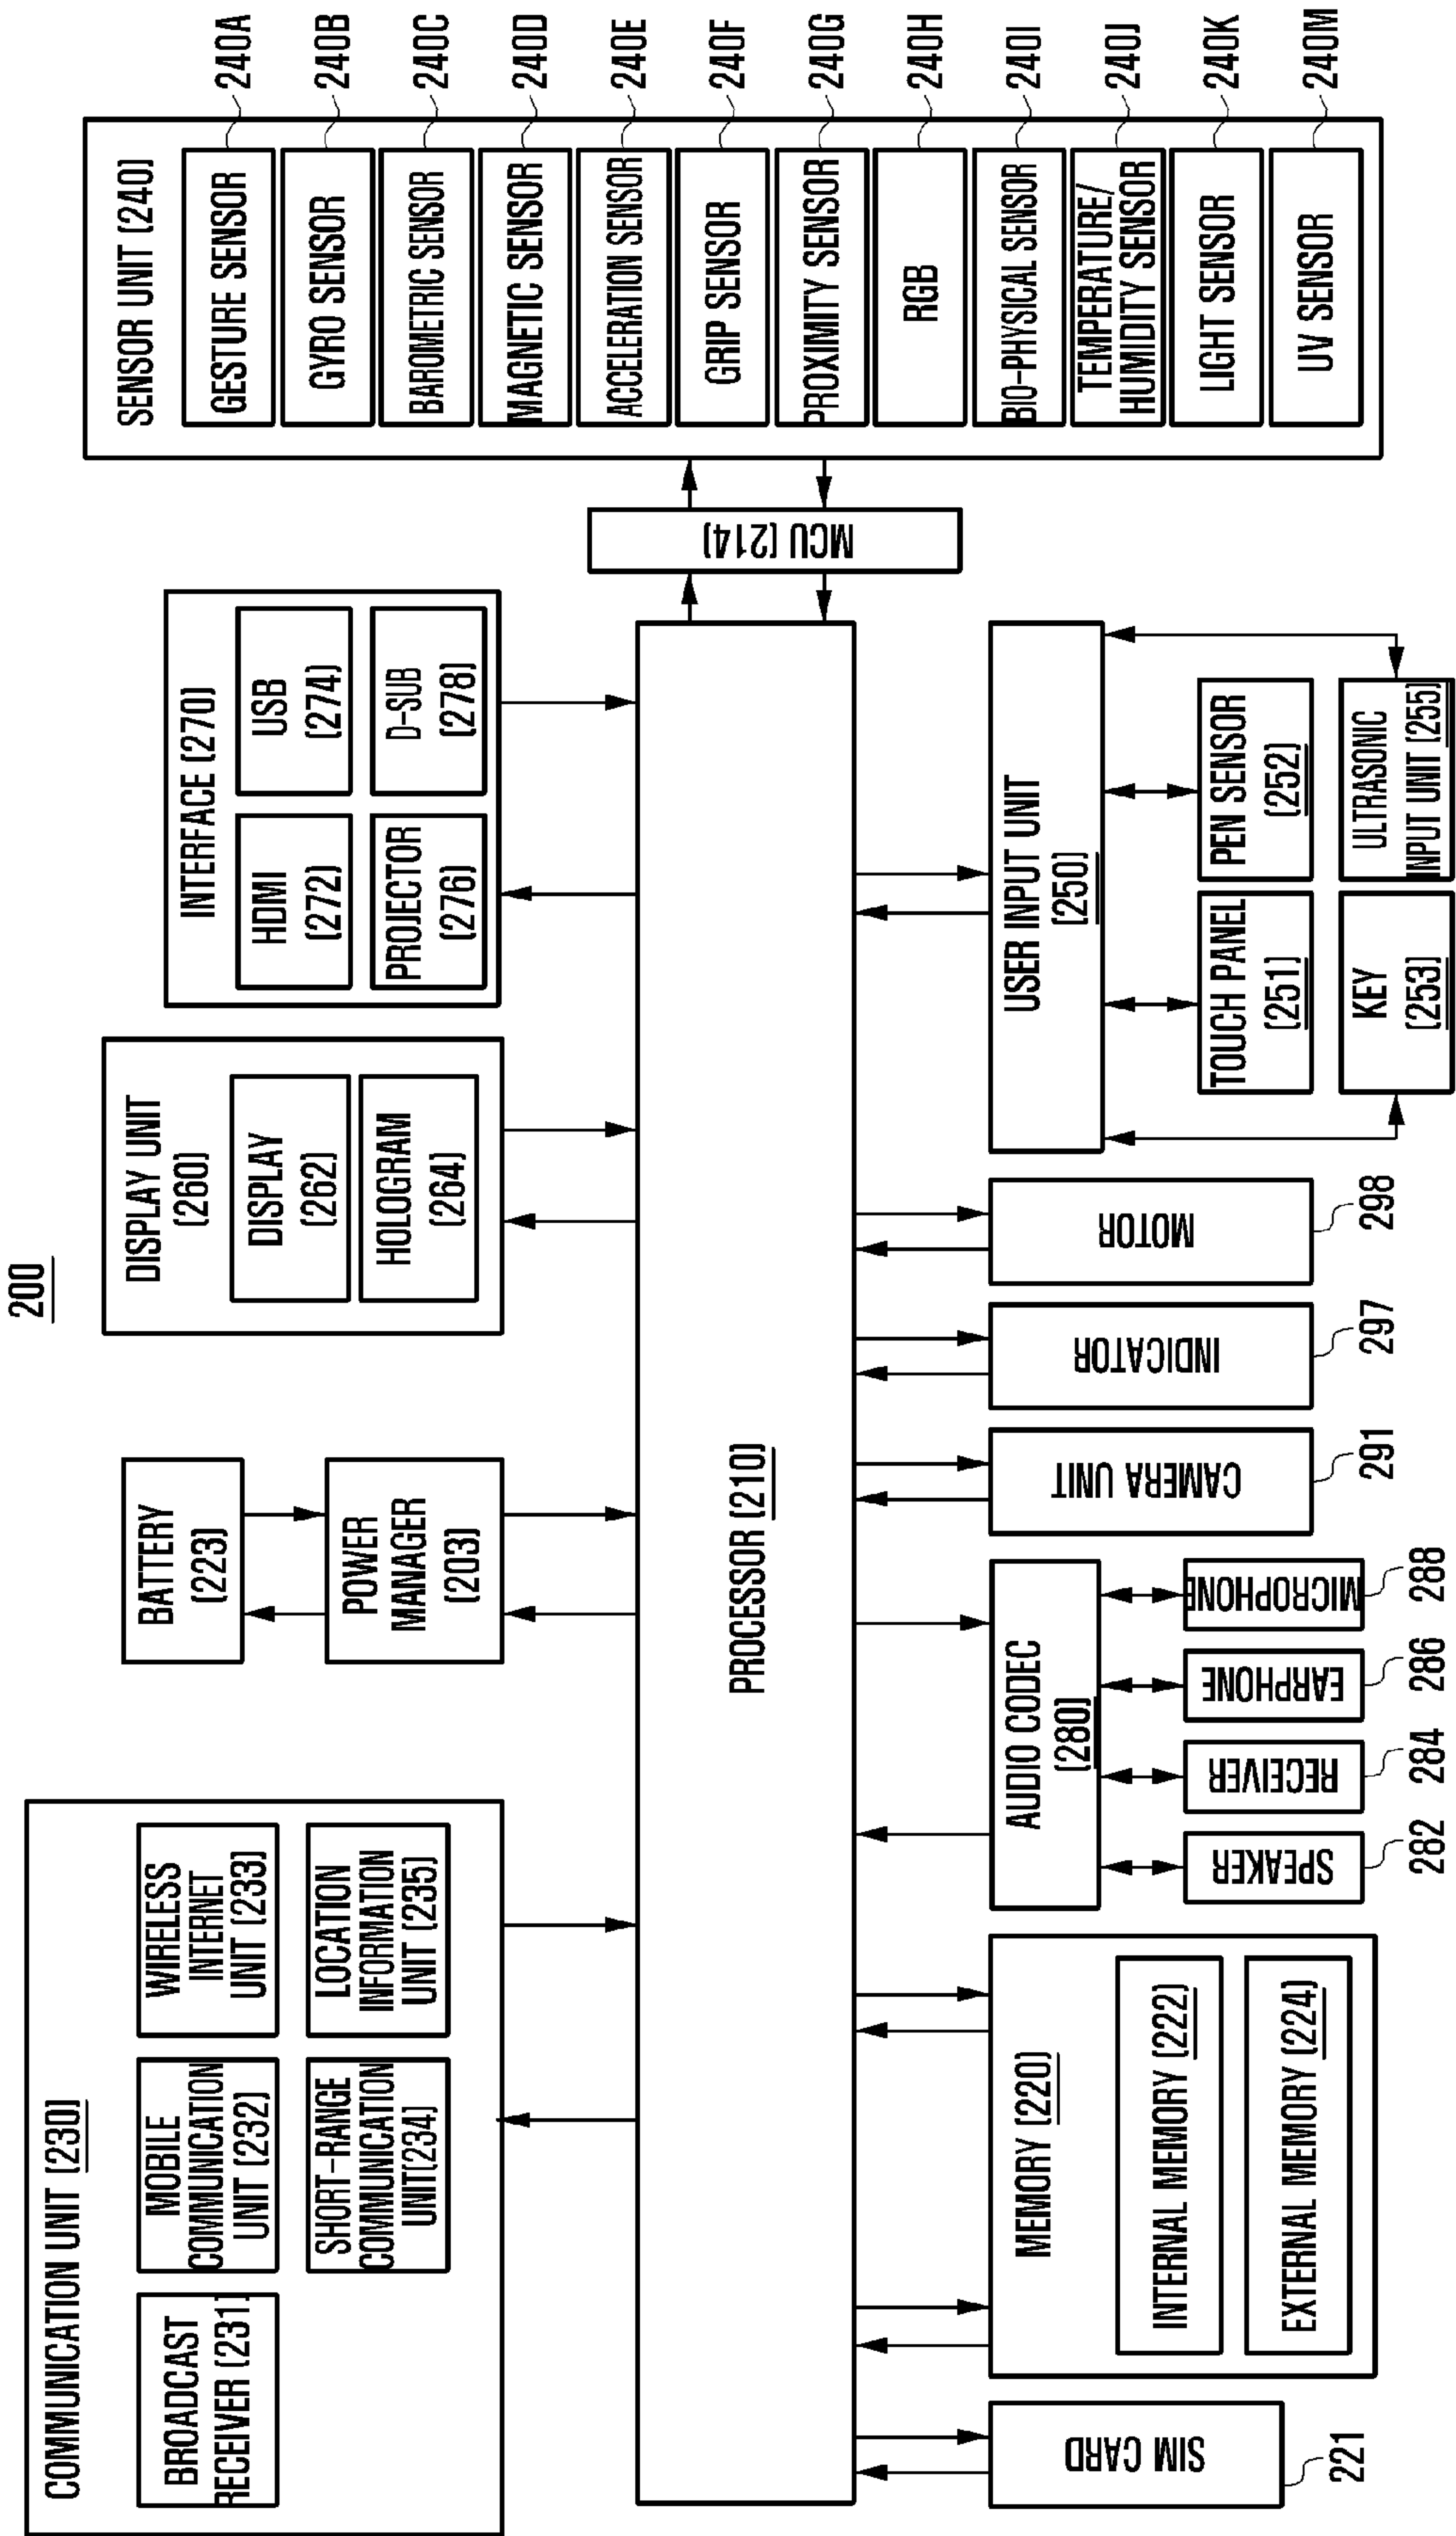 200
COMMUNICATION UNIT (230)
BROADCAST
RECEIVER (231)
MOBILE
COMMUNICATION
UNIT (232)
WIRELESS
INTERNET
UNIT (233)
SHORT-RANGE
COMMUNICATION
UNIT(234)
LOCATION
INFORMATION
UNIT (235)
BATTERY
(223)
POWER
MANAGER
(203)
DISPLAY UNIT
(260)
DISPLAY
(262)
HOLOGRAM
(264)
INTERFACE (270)
HDMI
(272)
USB
(274)
PROJECTOR
(276)
D-SUB
(278)
PROCESSOR (210)
MCU (214)
SENSOR UNIT (240)
GESTURE SENSOR
240A
GYRO SENSOR
240B
BAROMETRIC SENSOR
240C
MAGNETIC SENSOR
240D
ACCELERATION SENSOR
240E
GRIP SENSOR
240F
PROXIMITY SENSOR
240G
RGB
240H
BIO-PHYSICAL SENSOR
240I
TEMPERATURE/
HUMIDITY SENSOR
240J
LIGHT SENSOR
240K
UV SENSOR
240M
SIM CARD
221
MEMORY (220)
INTERNAL MEMORY (222)
EXTERNAL MEMORY (224)
AUDIO CODEC
(280)
SPEAKER
282
RECEIVER
284
EARPHONE
286
MICROPHONE
288
CAMERA UNIT
291
INDICATOR
297
MOTOR
298
USER INPUT UNIT
(250)
TOUCH PANEL
(251)
PEN SENSOR
(252)
KEY
(253)
ULTRASONIC
INPUT UNIT (255)